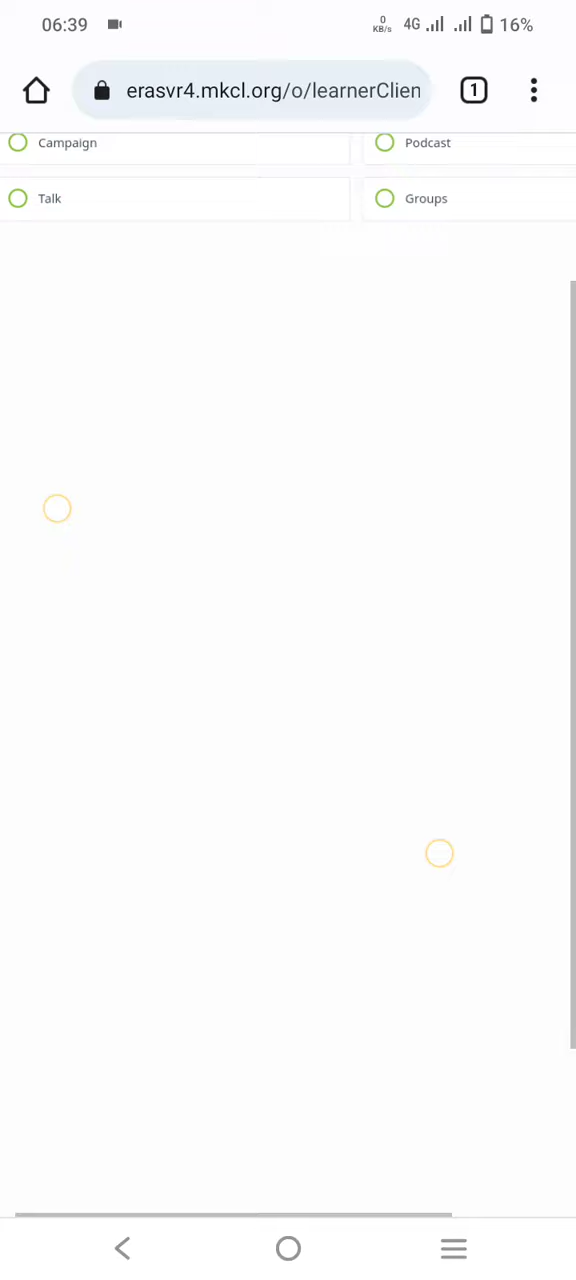 06:39 0 KB/s 4G 16%
erasvr4.mkcl.org/o/learnerClien 1
Campaign Podcast
Talk Groups